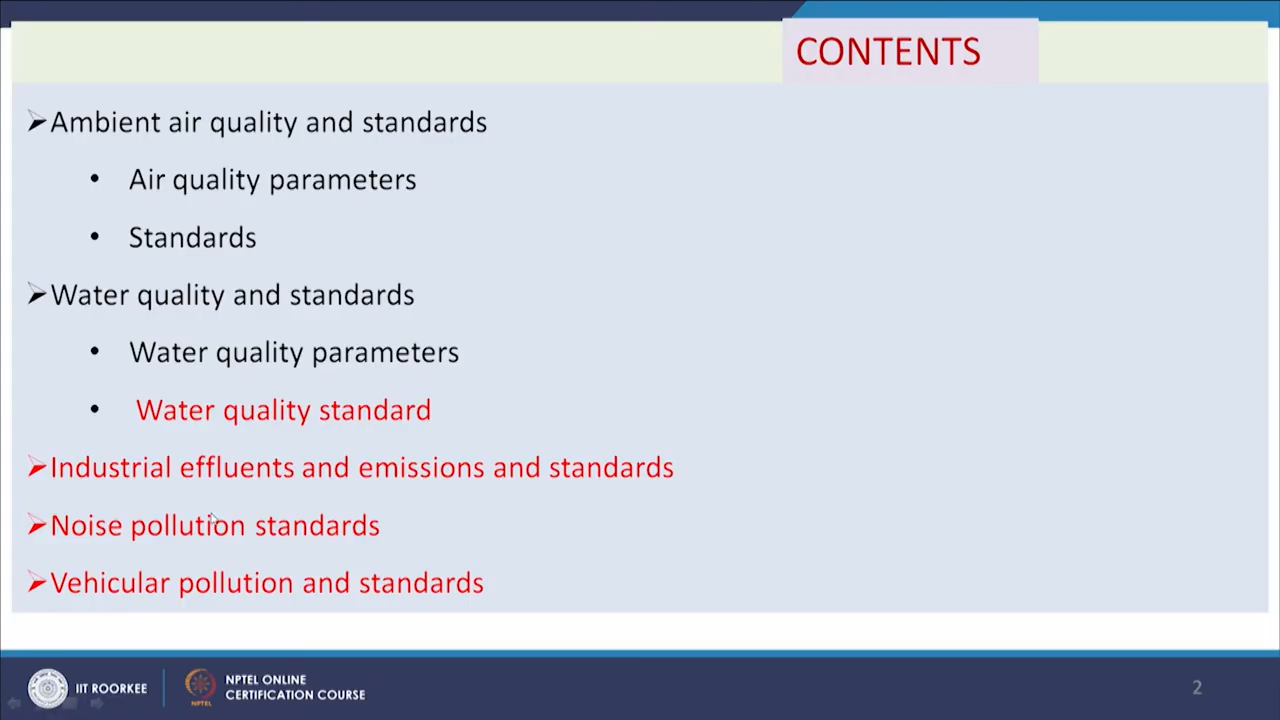 CONTENTS
➢Ambient air quality and standards
• Air quality parameters
• Standards
➢Water quality and standards
• Water quality parameters
• Water quality standard
➢Industrial effluents and emissions and standards
➢Noise pollution standards
➢Vehicular pollution and standards
IIT ROORKEE
NPTEL
NPTEL ONLINE
CERTIFICATION COURSE
2